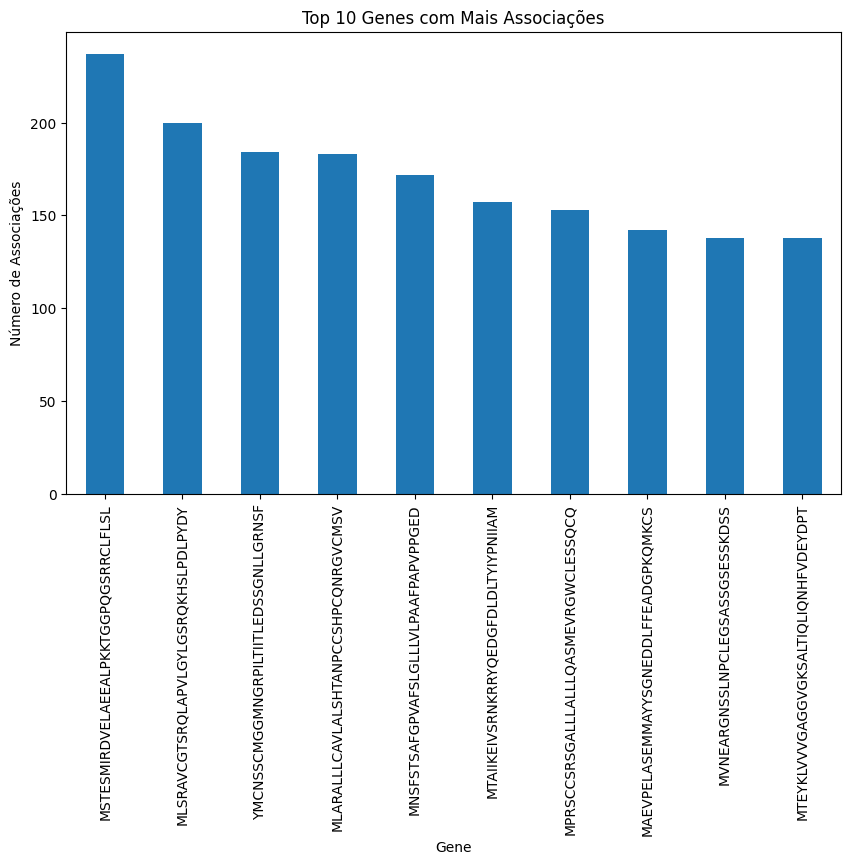 Top 10 Genes com Mais Associações
Número de Associações
200
150
100
50
0
MSTESMIRDVELAEEALPKKTGGPQGSRRCLFLSL
MLSRAVCGTSRQLAPVLGYLGSRQKHSLPDLPYDY
YMCNSSCMGGMNGRPILTIITLEDSSGNLLGRNSF
MLARALLLCAVLALSHTANPCCSHPCQNRGVCMSV
MNSFSTSAFGPVAFSLGLLLVLPAAFPAPVPPGED
MTAIIKEIVSRNKRRYQEDGFDLDLTYIYPNIIAM
MPRSCCSRSGALLLALLLQASMEVRGWCLESSQCQ
MAEVPELASEMMAYYSGNEDDLFFEADGPKQMKCS
MVNEARGNSSLNPCLEGSASSGSESSKDSS
MTEYKLVVVGAGGVGKSALTIQLIQNHFVDEYDPT
Gene